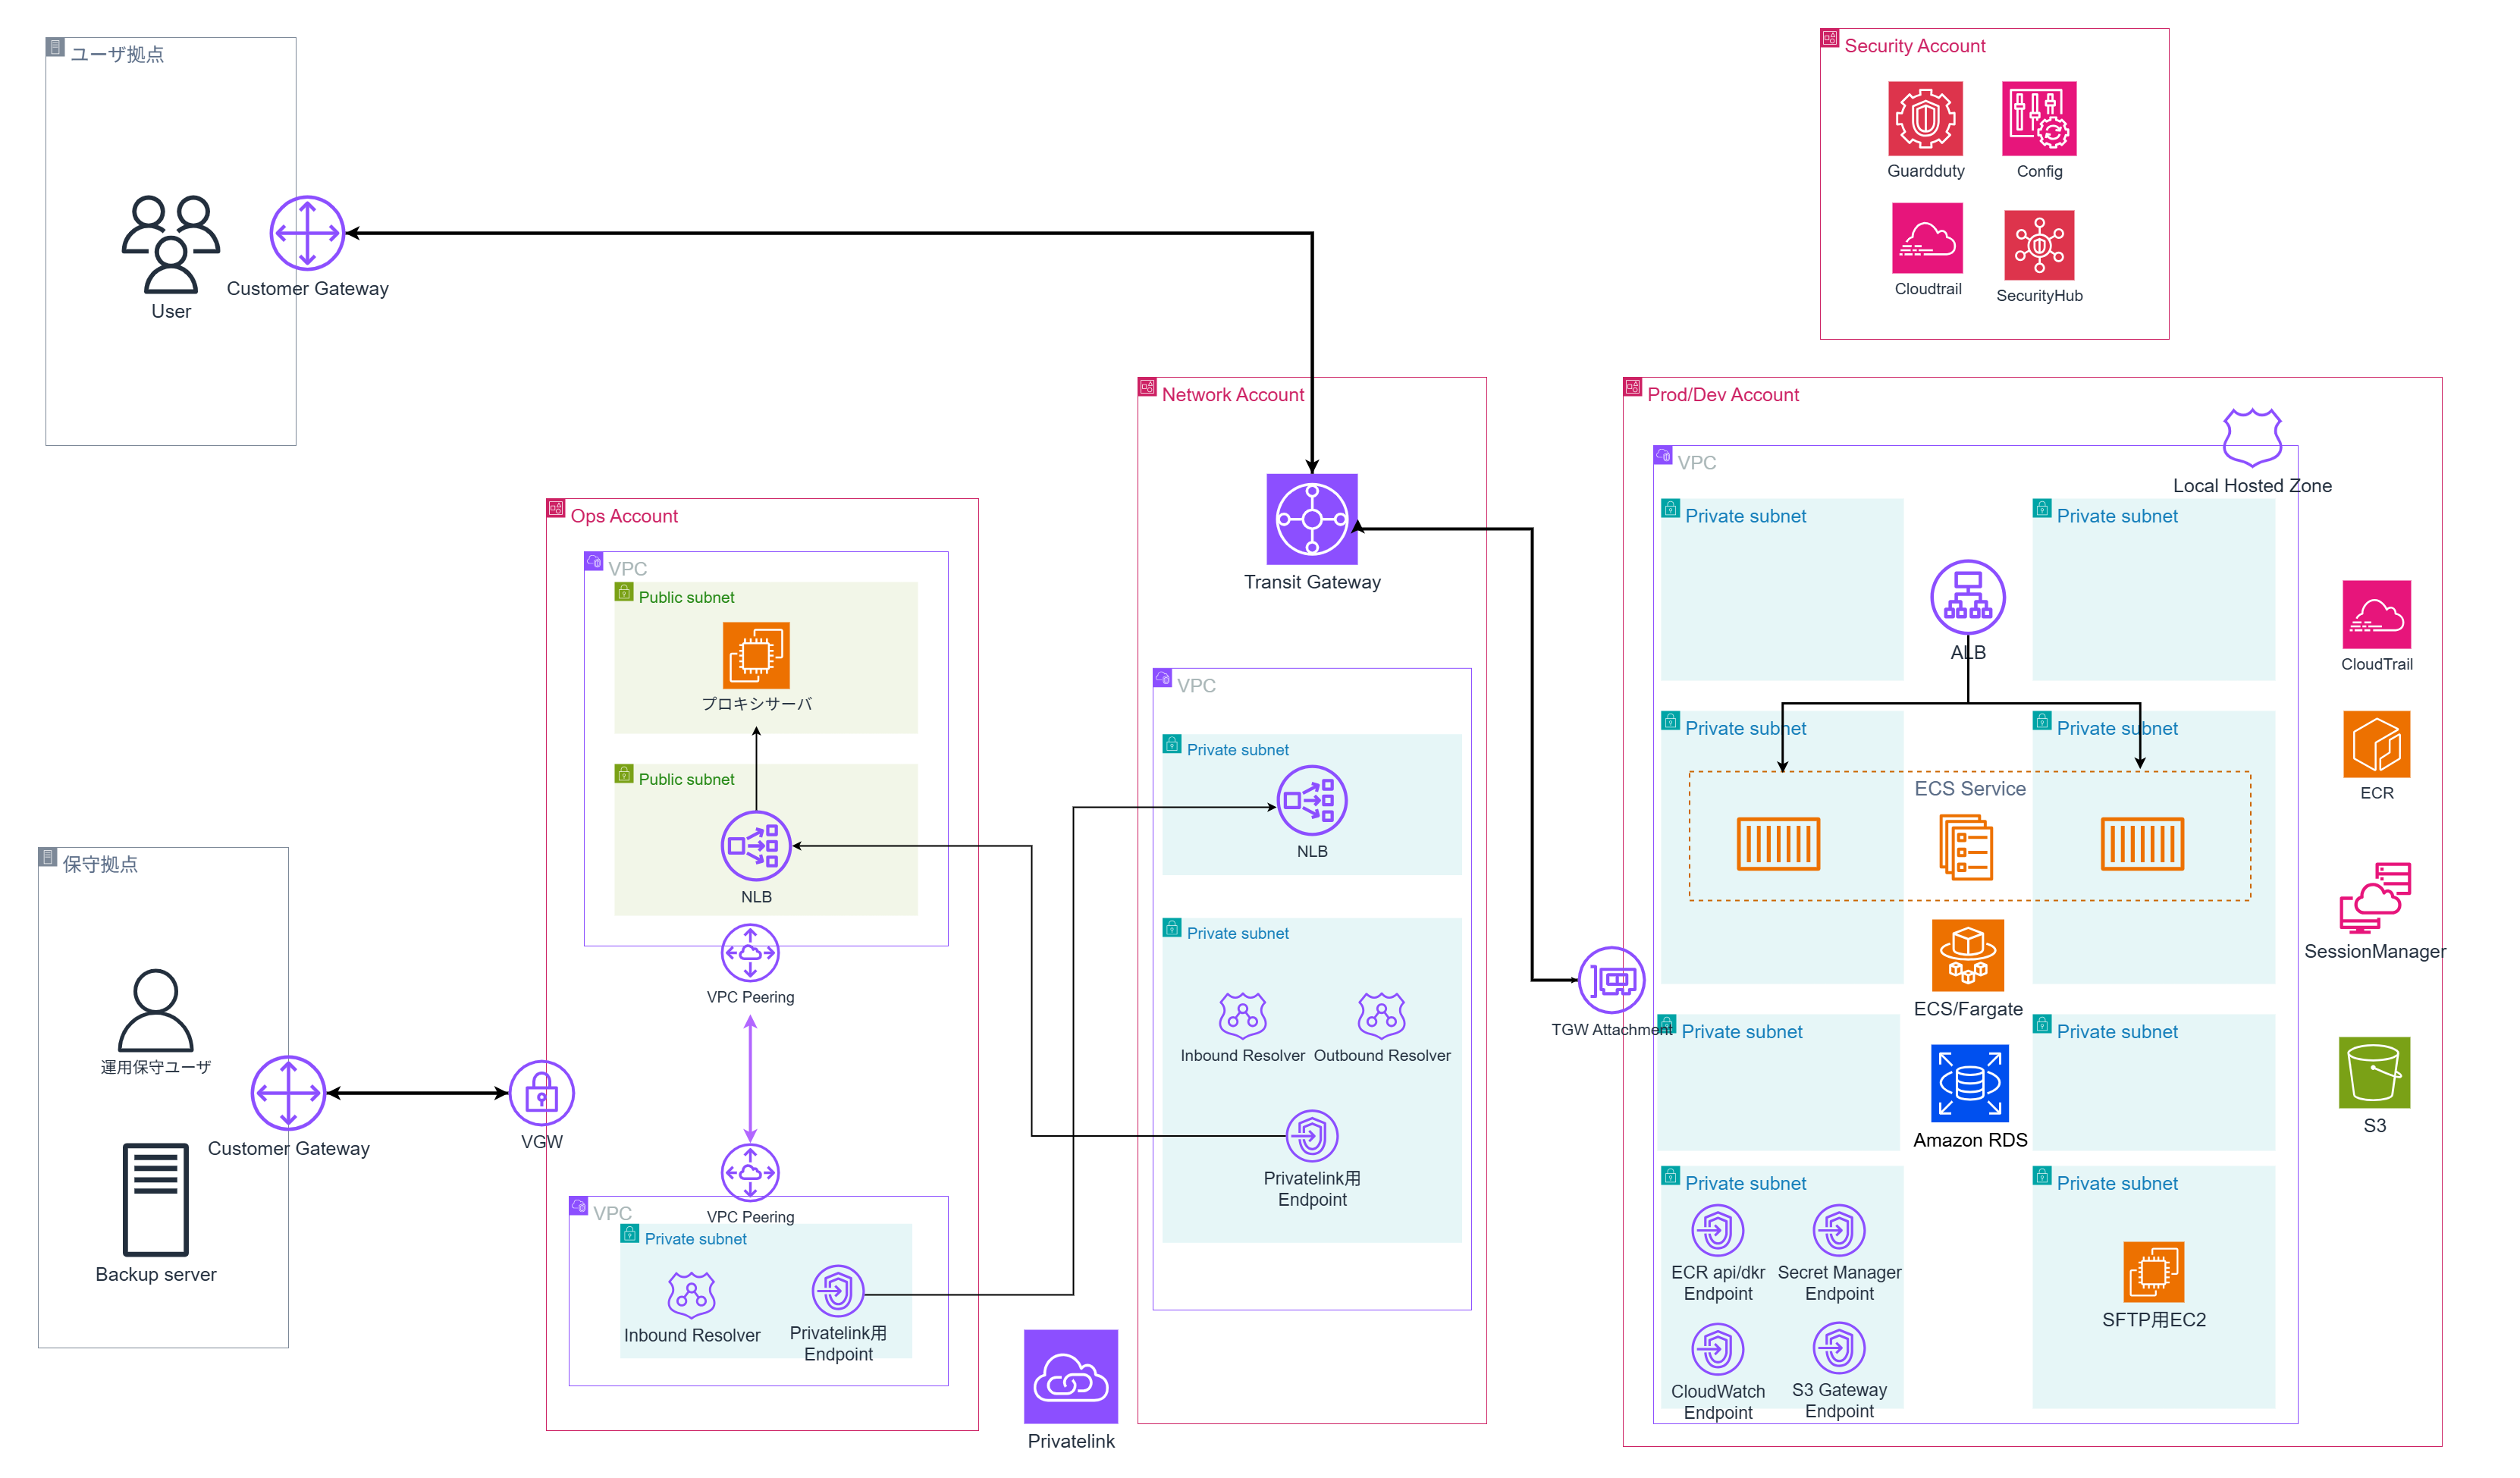 ユーザ拠点
User
Customer Gateway
Security Account
Guardduty
Config
Cloudtrail
SecurityHub
保守拠点
運用保守ユーザ
Customer Gateway
Backup server
VGW
Ops Account
VPC
Public subnet
プロキシサーバ
Public subnet
NLB
VPC Peering
VPC Peering
VPC
Private subnet
Inbound Resolver
Privatelink用
Endpoint
Privatelink
Network Account
Transit Gateway
VPC
Private subnet
NLB
Private subnet
Inbound Resolver
Outbound Resolver
Privatelink用
Endpoint
TGW Attachment
Prod/Dev Account
Local Hosted Zone
VPC
Private subnet
Private subnet
ALB
Private subnet
Private subnet
ECS Service
ECS/Fargate
Private subnet
Private subnet
Amazon RDS
Private subnet
Private subnet
ECR api/dkr
Endpoint
Secret Manager
Endpoint
CloudWatch
Endpoint
S3 Gateway
Endpoint
SFTP用EC2
CloudTrail
ECR
SessionManager
S3